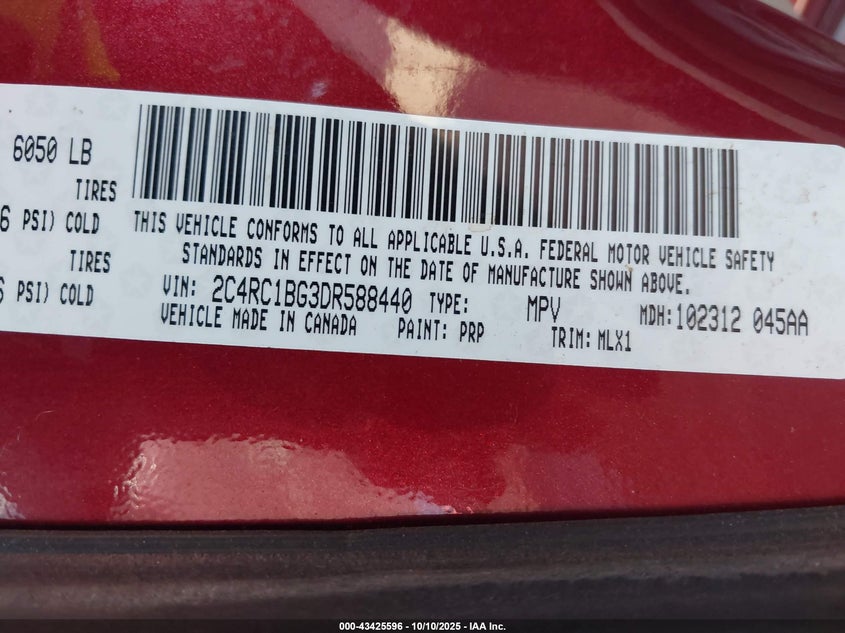 6050 LB
TIRES
6 PSI) COLD
TIRES
PSI) COLD
THIS VEHICLE CONFORMS TO ALL APPLICABLE U.S.A. FEDERAL MOTOR VEHICLE SAFETY
STANDARDS IN EFFECT ON THE DATE OF MANUFACTURE SHOWN ABOVE.
VIN: 2C4RC1BG3DR588440 TYPE: MPV MDH:102312 045AA
VEHICLE MADE IN CANADA PAINT: PRP TRIM: MLX1
000-43425596 - 10/10/2025 - IAA Inc.